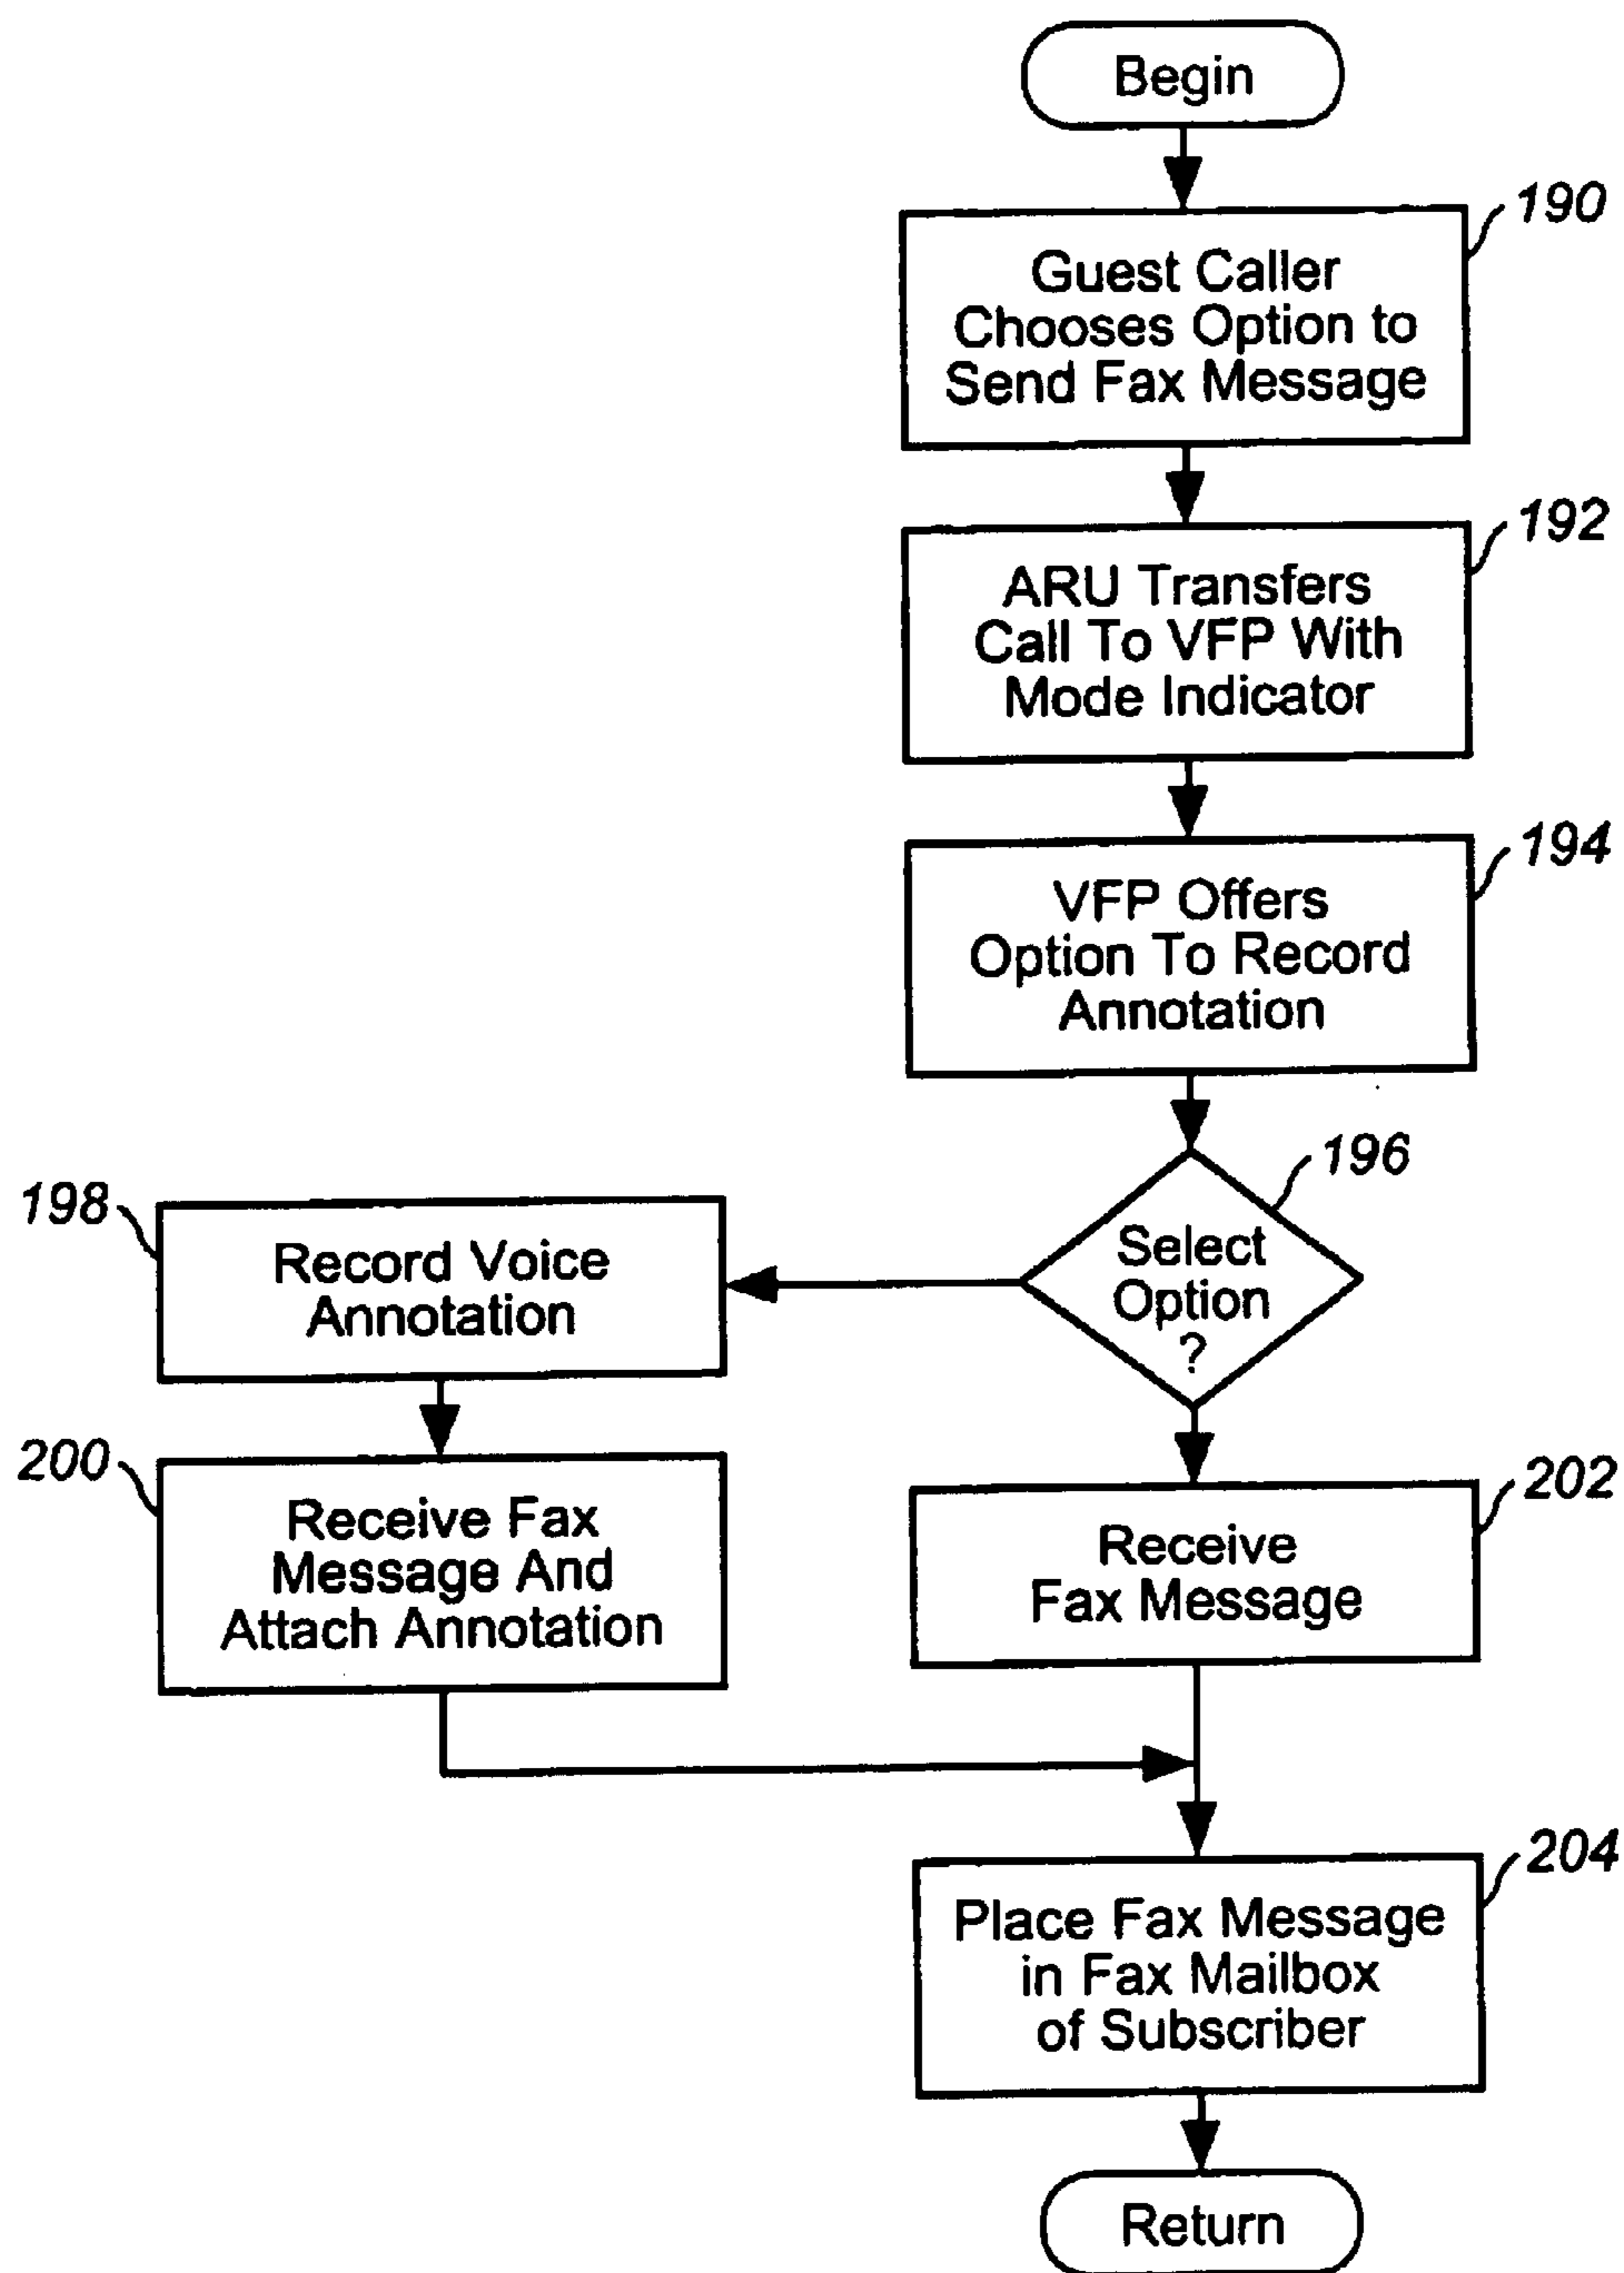 Begin
190
Guest Caller
Chooses Option to
Send Fax Message
192
ARU Transfers
Call To VFP With
Mode Indicator
194
VFP Offers
Option To Record
Annotation
196
Select
Option
?
198
Record Voice
Annotation
200
Receive Fax
Message And
Attach Annotation
202
Receive
Fax Message
204
Place Fax Message
in Fax Mailbox
of Subscriber
Return